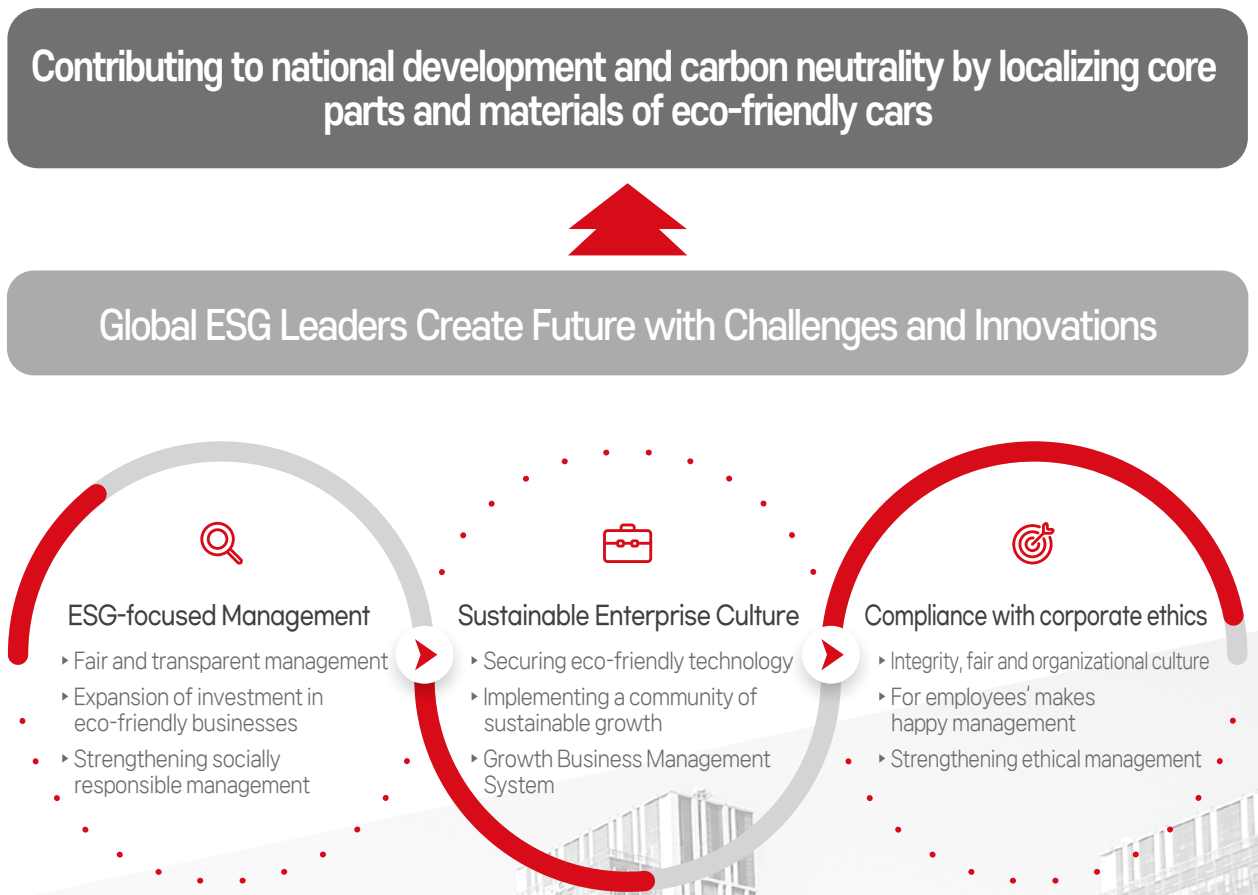 Contributing to national development and carbon neutrality by localizing core
parts and materials of eco-friendly cars
Global ESG Leaders Create Future with Challenges and Innovations
ESG-focused Management
‣ Fair and transparent management
‣ Expansion of investment in
eco-friendly businesses
‣ Strengthening socially
responsible management
Sustainable Enterprise Culture
‣ Securing eco-friendly technology
‣ Implementing a community of
sustainable growth
‣ Growth Business Management
System
Compliance with corporate ethics
‣ Integrity, fair and organizational culture
‣ For employees' makes
happy management
‣ Strengthening ethical management